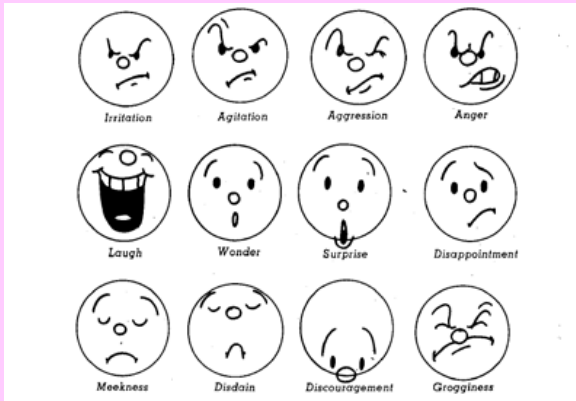 Irritation Agitation Aggression Anger
Laugh Wonder Surprise Disappointment
Meekness Disdain Discouragement Grogginess